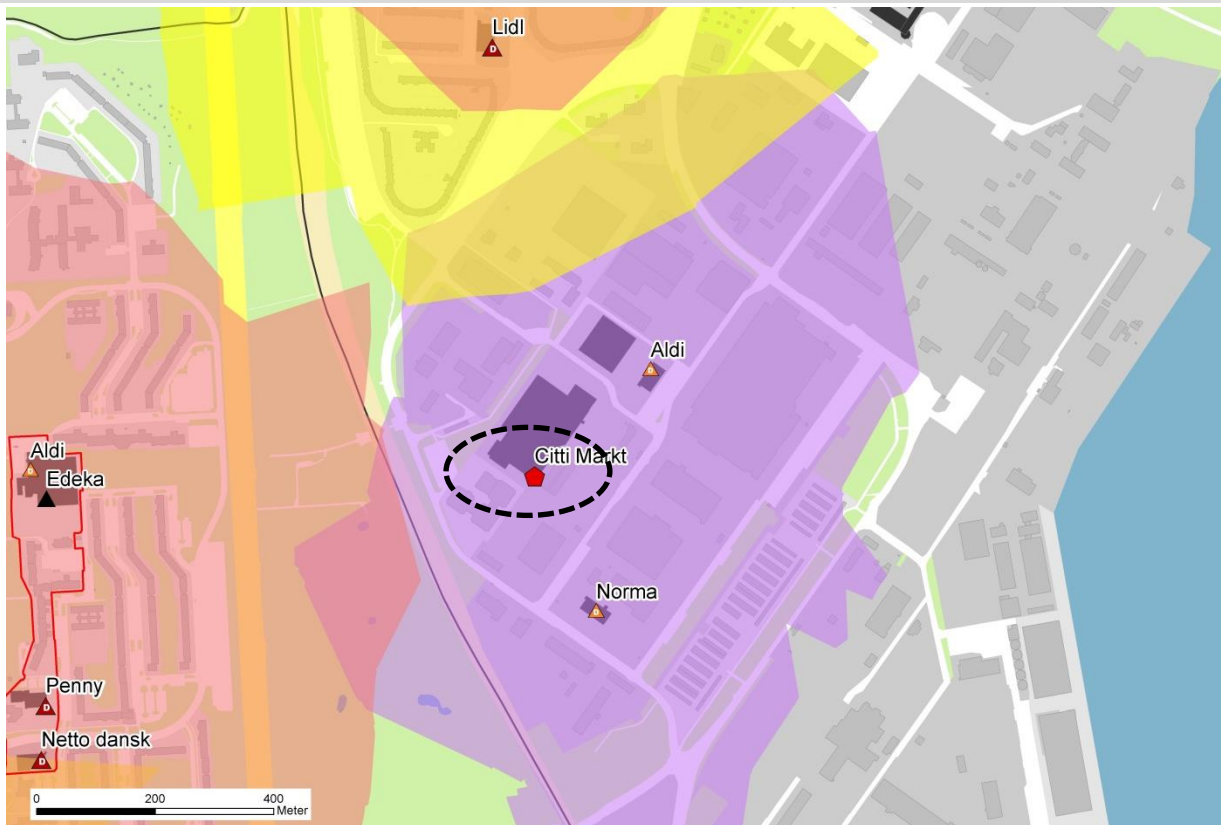 Lidl
D
Aldi
D
Citti Markt
Aldi
D
Edeka
Norma
D
Penny
D
Netto dansk
D
0 200 400
Meter